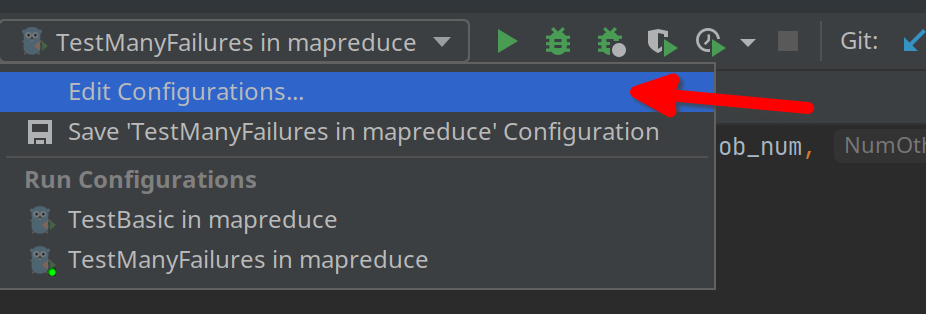 TestManyFailures in mapreduce
Git:
Edit Configurations...
Save 'TestManyFailures in mapreduce' Configuration
ob_num, NumOth
Run Configurations
TestBasic in mapreduce
TestManyFailures in mapreduce